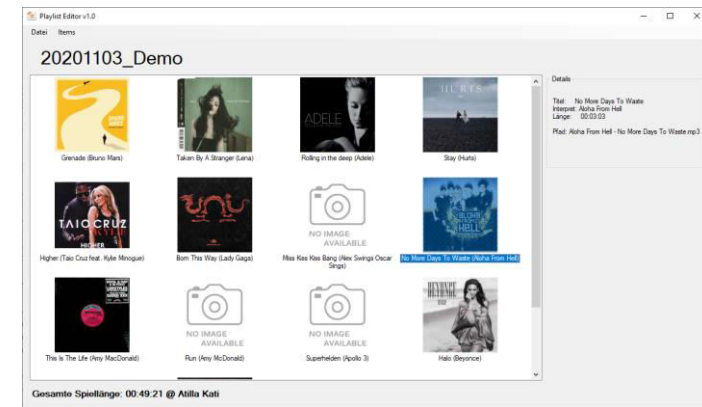 Playlist Editor v1.0
Datei Items
20201103_Demo
Details
Titel: No More Days To Waste
Interpret: Aloha From Hell
Länge: 00:03:03
Pfad: Aloha From Hell - No More Days To Waste.mp3
HURTS
ADELE
Grenade (Bruno Mars)
Taken By A Stranger (Lena)
Rolling in the deep (Adele)
Stay (Hurts)
TAIO CRUZ
KYLIE
HIGHER
NO IMAGE
AVAILABLE
ALOHA
FROM
HELL
Higher (Taio Cruz feat. Kylie Minogue)
Born This Way (Lady Gaga)
Miss Kiss Kiss Bang (Alex Swings Oscar
Sings)
No More Days To Waste (Aloha From Hell)
BEYONCÉ
NO IMAGE
AVAILABLE
NO IMAGE
AVAILABLE
This Is The Life (Amy MacDonald)
Run (Amy McDonald)
Superhelden (Apollo 3)
Halo (Beyonce)
Gesamte Spiellänge: 00:49:21 @ Atilla Kati